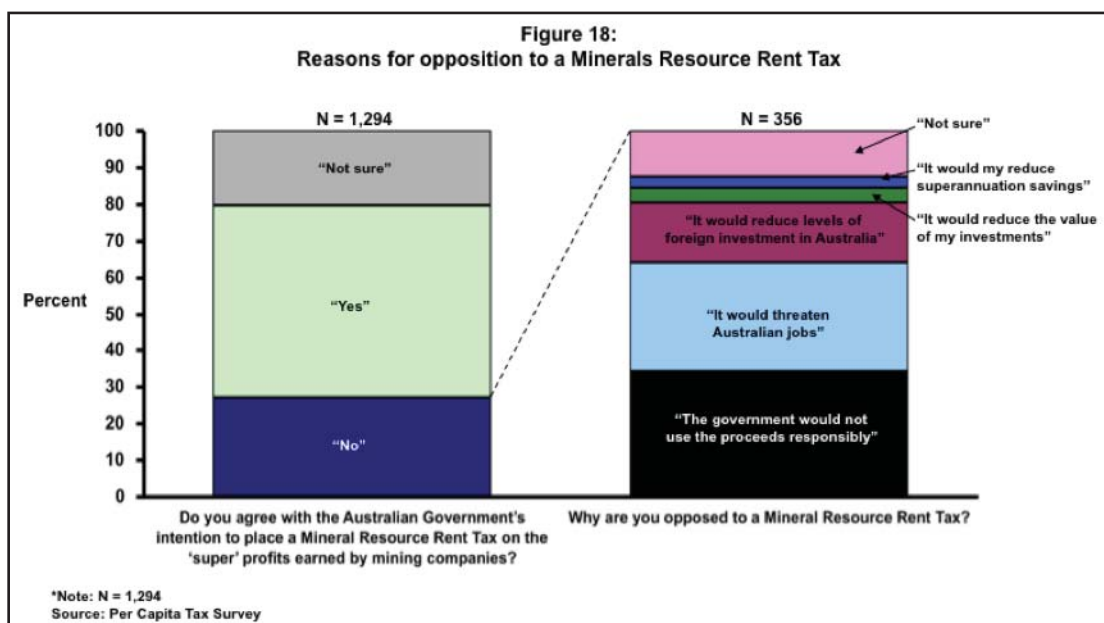 Figure 18:
Reasons for opposition to a Minerals Resource Rent Tax
N = 1,294
N = 356
100
90
80
70
60
50
40
30
20
10
0
Percent
“Not sure”
“Yes”
“No”
“Not sure”
“It would my reduce
superannuation savings”
“It would reduce the value
of my investments”
“It would reduce levels of
foreign investment in Australia”
“It would threaten
Australian jobs”
“The government would not
use the proceeds responsibly”
Do you agree with the Australian Government’s
intention to place a Mineral Resource Rent Tax on the
‘super’ profits earned by mining companies?
Why are you opposed to a Mineral Resource Rent Tax?
*Note: N = 1,294
Source: Per Capita Tax Survey